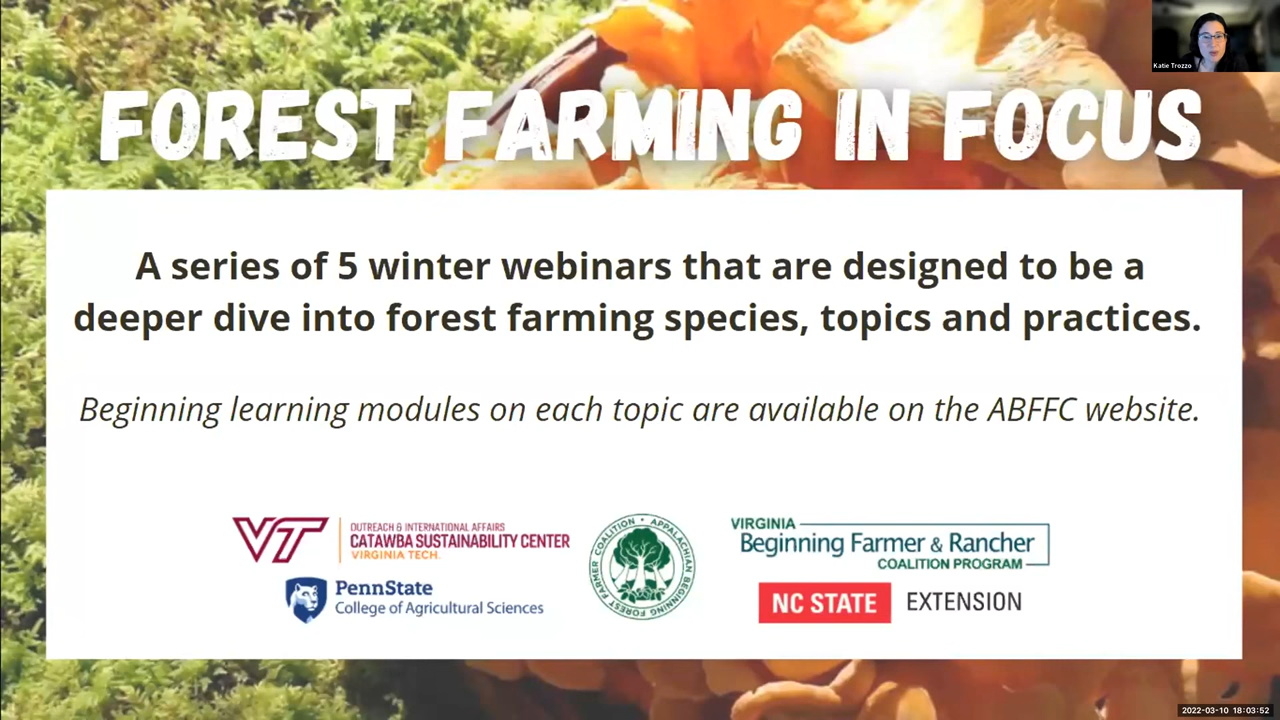 Katie Trozzo
FOREST FARMING IN FOCUS
A series of 5 winter webinars that are designed to be a
deeper dive into forest farming species, topics and practices.
Beginning learning modules on each topic are available on the ABFFC website.
VT
OUTREACH & INTERNATIONAL AFFAIRS
CATAWBA SUSTAINABILITY CENTER
VIRGINIA TECH.
PennState
College of Agricultural Sciences
APPALACHIAN BEGINNING FOREST FARMER COALITION
VIRGINIA
Beginning Farmer & Rancher
COALITION PROGRAM
NC STATE EXTENSION
2022-03-10 18:03:52